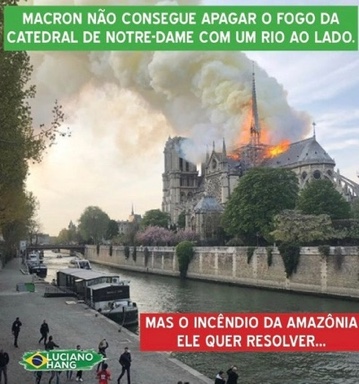 MACRON NÃO CONSEGUE APAGAR O FOGO DA
CATEDRAL DE NOTRE-DAME COM UM RIO AO LADO.
MAS O INCÊNDIO DA AMAZÔNIA
ELE QUER RESOLVER...
LUCIANO
HANG